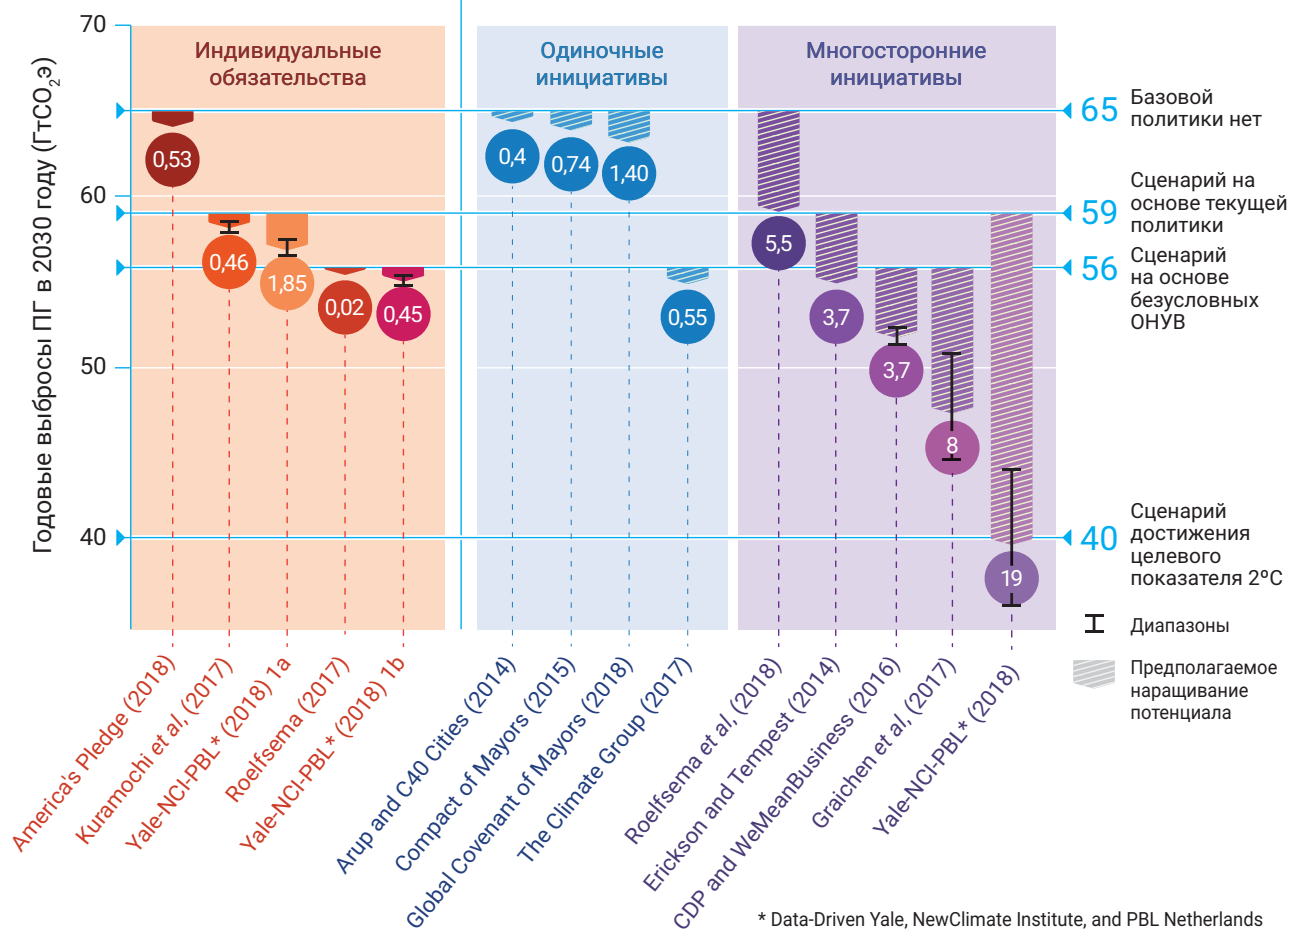 Годовые выбросы ПГ в 2030 году (ГтCO₂э)
70
60
50
40
Индивидуальные
обязательства
Одиночные
инициативы
Многосторонние
инициативы
0,53
0,46
1,85
0,02
0,45
0,4
0,74
1,40
0,55
5,5
3,7
3,7
8
19
65
Базовой
политики нет
59
Сценарий на
основе текущей
политики
56
Сценарий
на основе
безусловных
ОНУВ
40
Сценарий
достижения
целевого
показателя 2ºC
Диапазоны
Предполагаемое
наращивание
потенциала
America's Pledge (2018)
Kuramochi et al, (2017)
Yale-NCI-PBL* (2018) 1a
Roelfsema (2017)
Yale-NCI-PBL* (2018) 1b
Arup and C40 Cities (2014)
Compact of Mayors (2015)
Global Covenant of Mayors (2018)
The Climate Group (2017)
Roelfsema et al, (2018)
Erickson and Tempest (2014)
CDP and WeMeanBusiness (2016)
Graichen et al, (2017)
Yale-NCI-PBL* (2018)
* Data-Driven Yale, NewClimate Institute, and PBL Netherlands